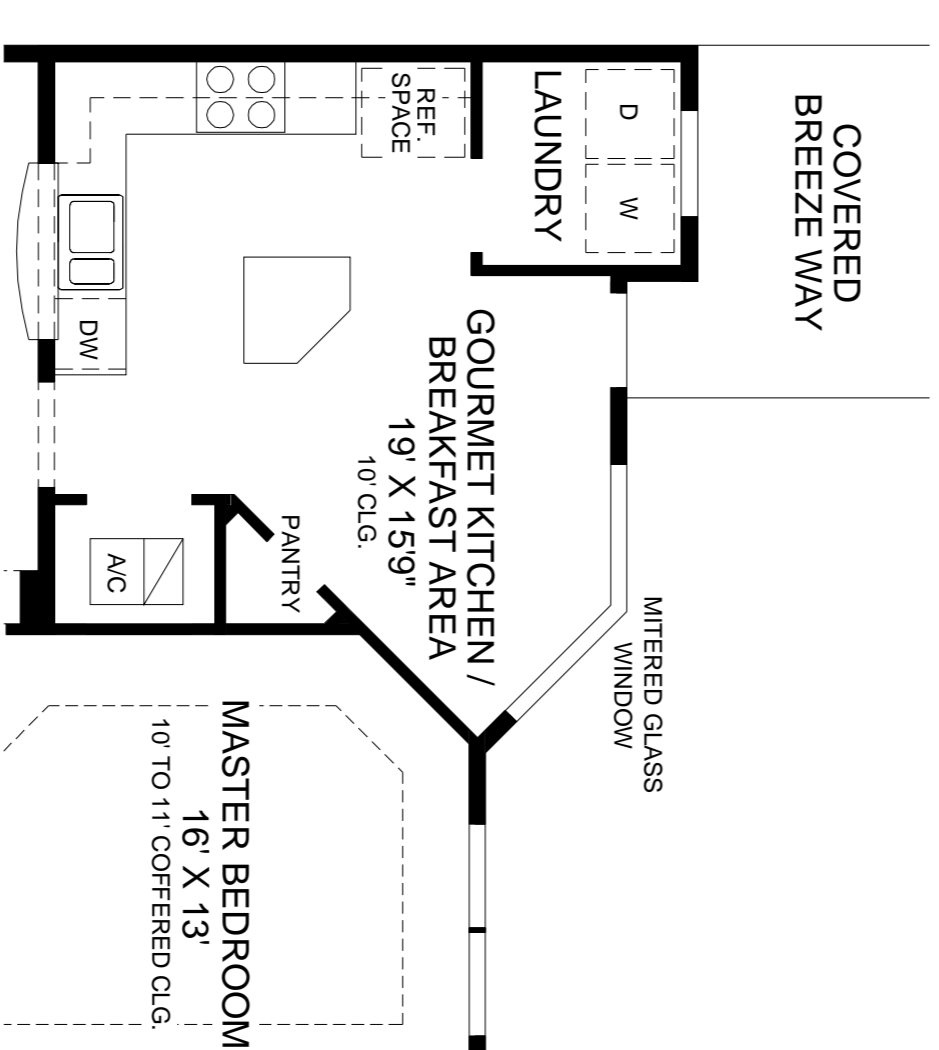 COVERED
BREEZE WAY
D
W
LAUNDRY
REF.
SPACE
DW
GOURMET KITCHEN /
BREAKFAST AREA
19' X 15'9"
10' CLG.
MITERED GLASS
WINDOW
PANTRY
A/C
MASTER BEDROOM
16' X 13'
10' TO 11' COFFERED CLG.